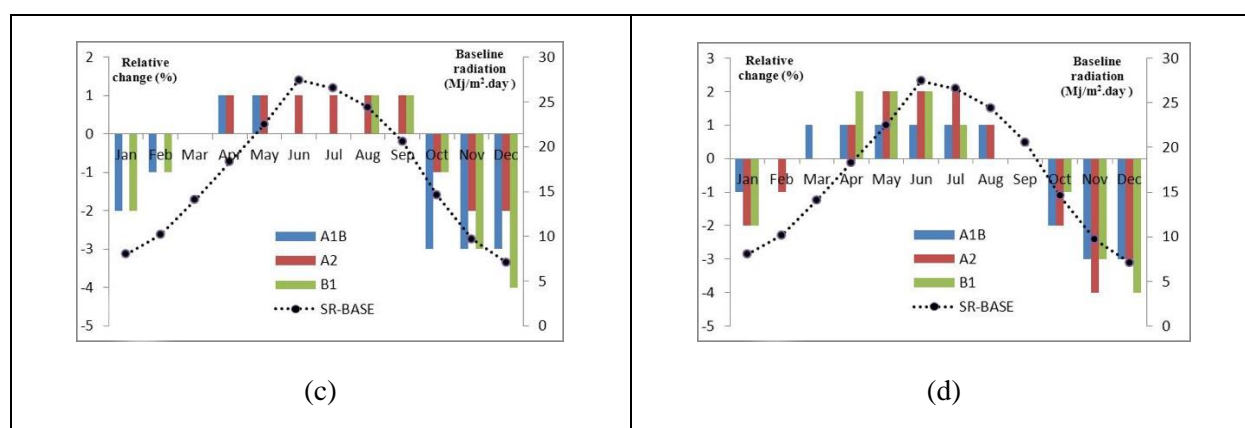 Relative
change (%)
Baseline
radiation
(Mj/m².day )
2
1
0
-1
-2
-3
-4
-5
30
25
20
15
10
5
0
Jan Feb Mar Apr May Jun Jul Aug Sep Oct Nov Dec
A1B
A2
B1
SR-BASE
(c)
Relative
change (%)
Baseline
radiation
(Mj/m².day )
3
2
1
0
-1
-2
-3
-4
-5
30
25
20
15
10
5
0
Jan Feb Mar Apr May Jun Jul Aug Sep Oct Nov Dec
A1B
A2
B1
SR-BASE
(d)